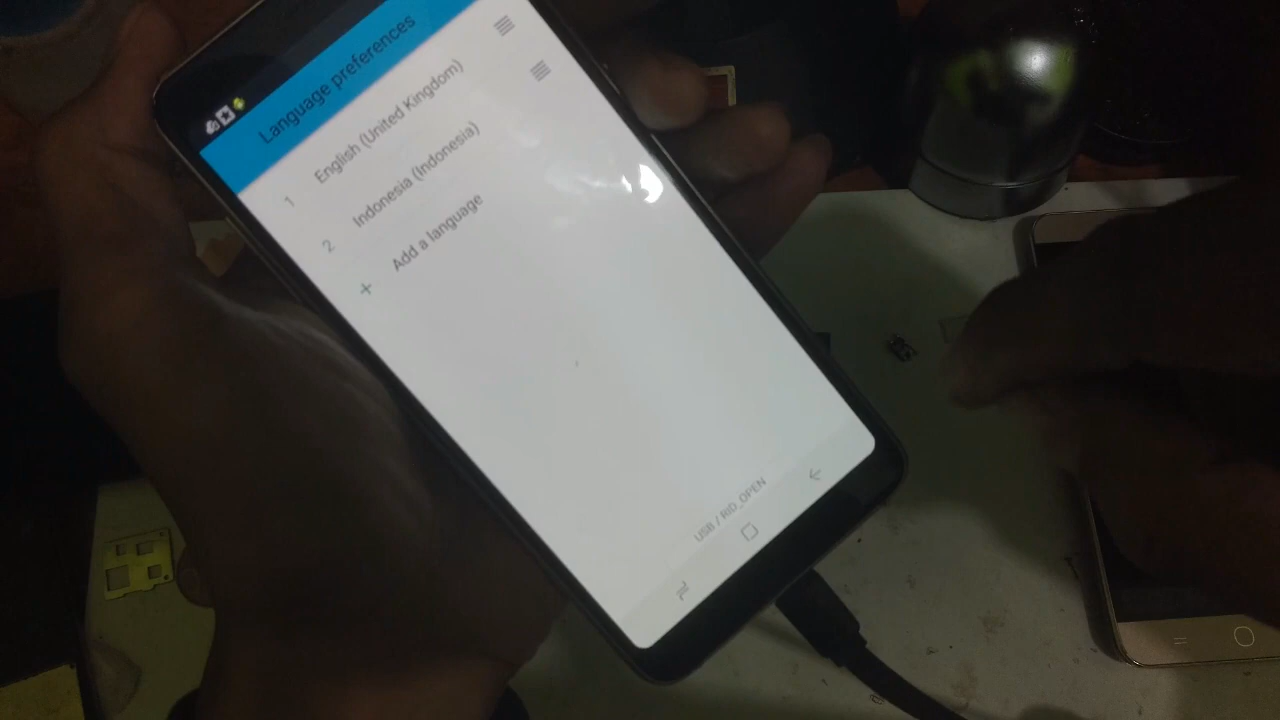 Language preferences
1 English (United Kingdom)
2 Indonesia (Indonesia)
+ Add a language
USB / RID_OPEN